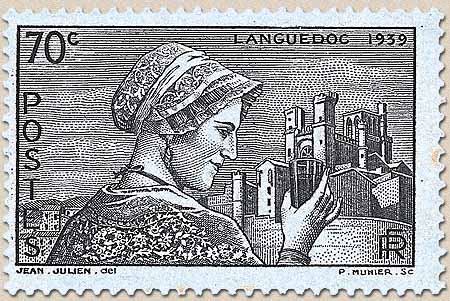 70c
LANGUEDOC 1939
POSTES
RF
JEAN. JULIEN. del
P. MUNIER. Sc